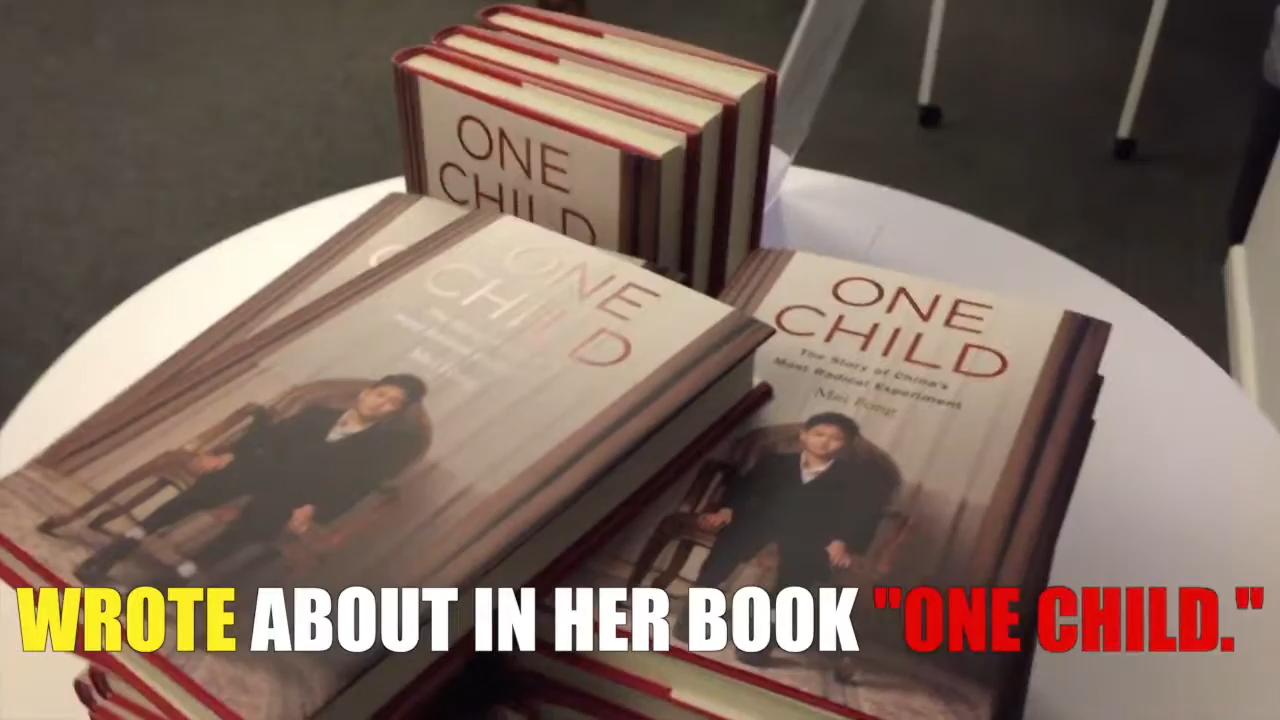 ONE
CHILD
ONE
CHILD
ONE
CHILD
The Story of China's
Most Radical Experiment
Mei Fong
WROTE ABOUT IN HER BOOK "ONE CHILD."